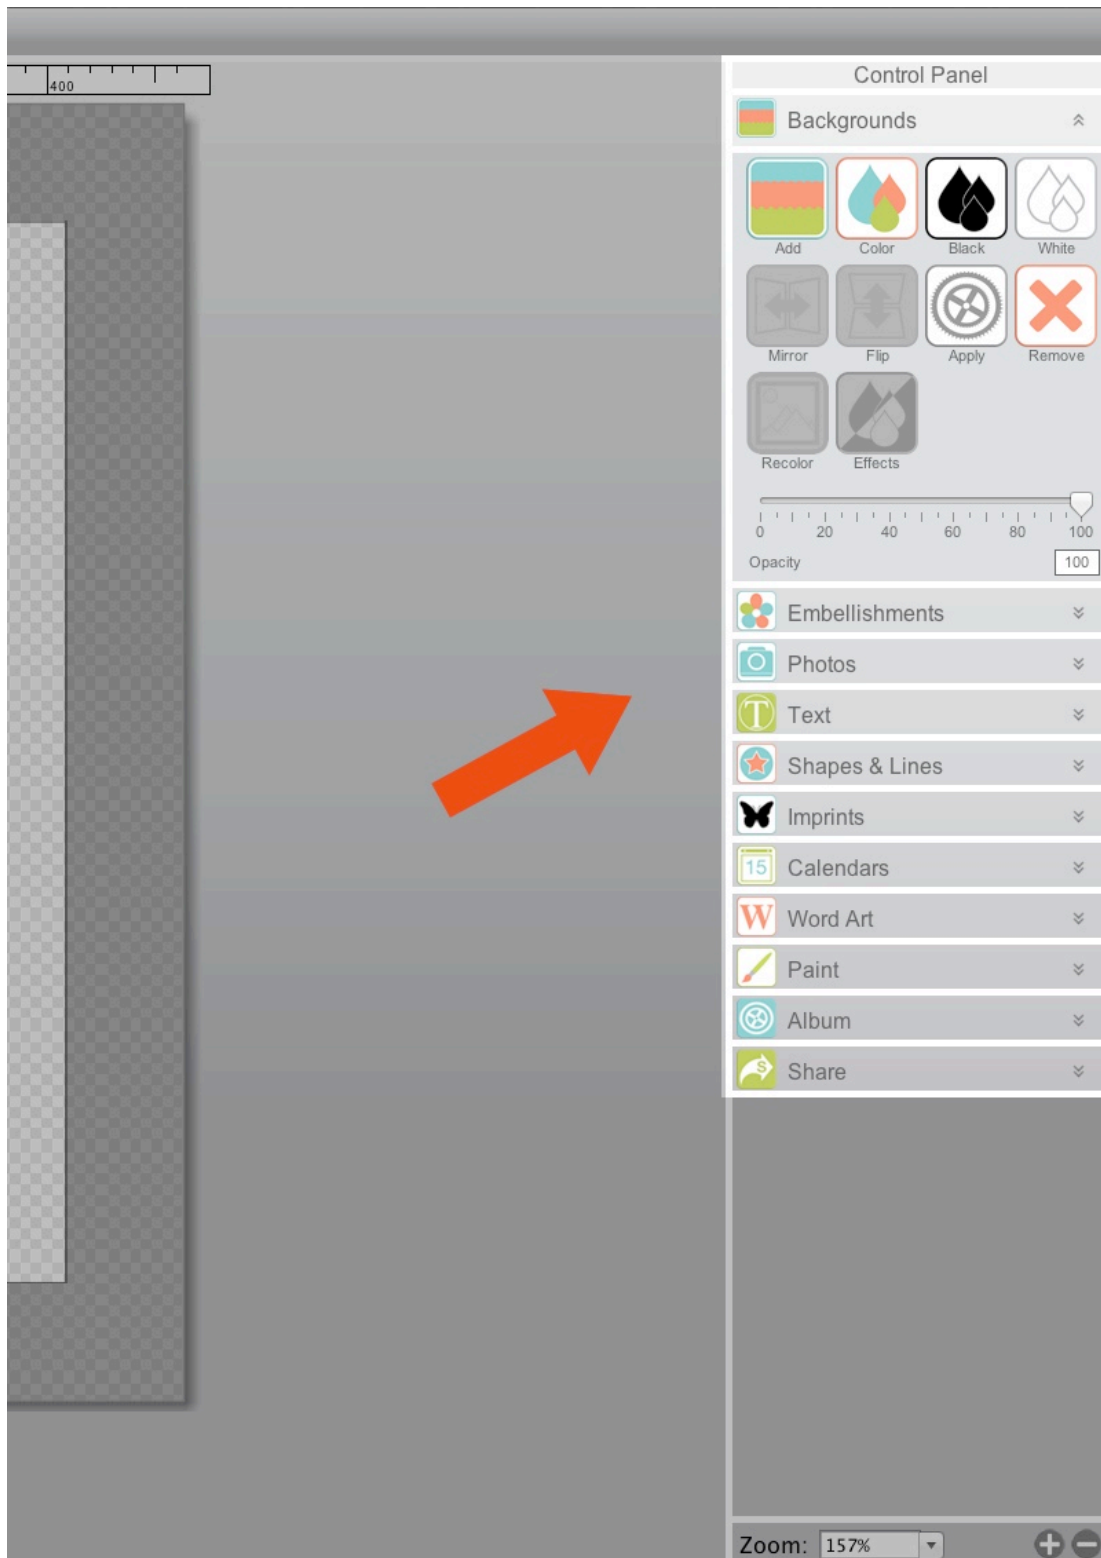 400
Control Panel
Backgrounds
Add Color Black White
Mirror Flip Apply Remove
Recolor Effects
0 20 40 60 80 100
Opacity 100
Embellishments
Photos
T Text
Shapes & Lines
Imprints
15 Calendars
W Word Art
Paint
Album
S Share
Zoom: 157%